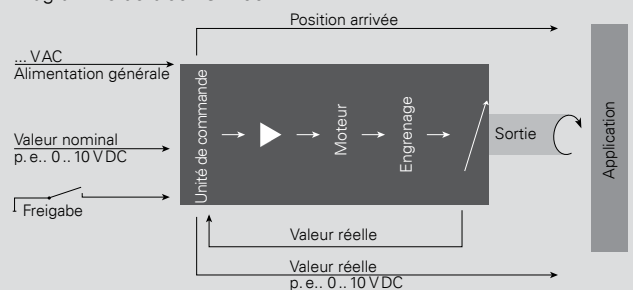 Position arrivée
... VAC
Alimentation générale
Valeur nominal
p. e.. 0 .. 10 V DC
Freigabe
Unité de commande
Moteur
Engrenage
Sortie
Application
Valeur réelle
Valeur réelle
p. e.. 0 .. 10 V DC